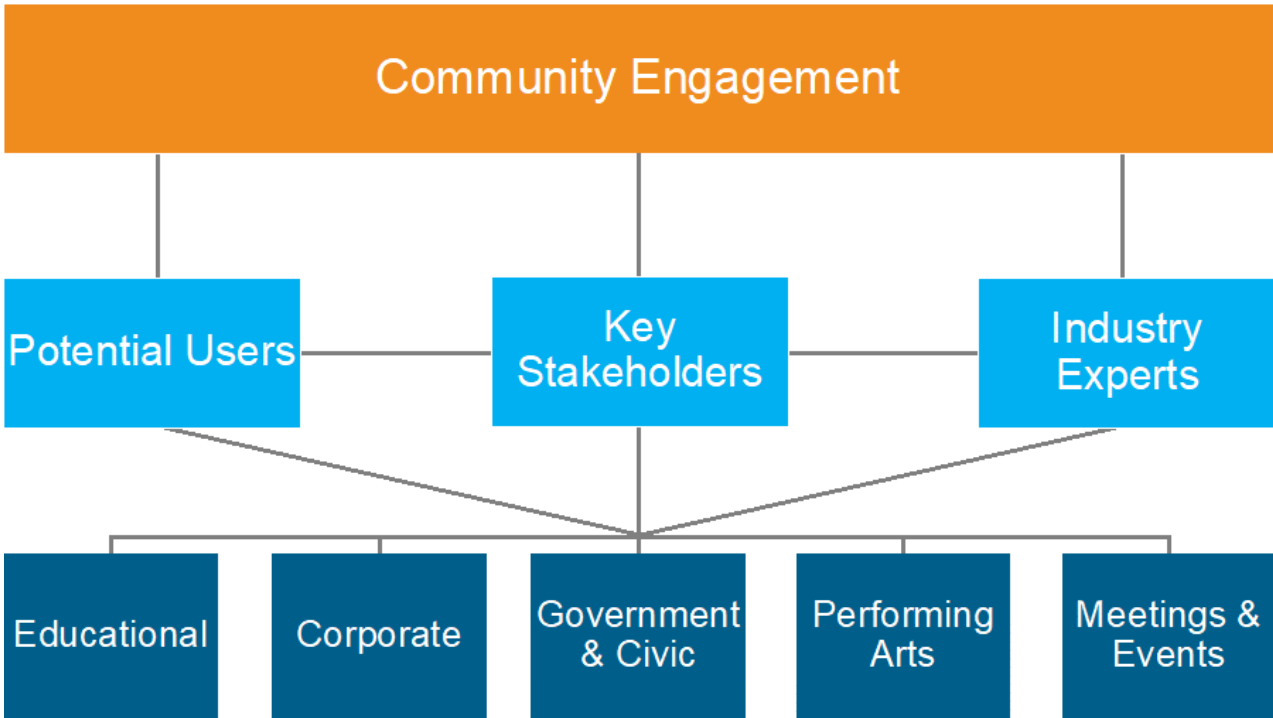 Community Engagement
Potential Users
Key
Stakeholders
Industry
Experts
Educational
Corporate
Government
& Civic
Performing
Arts
Meetings &
Events